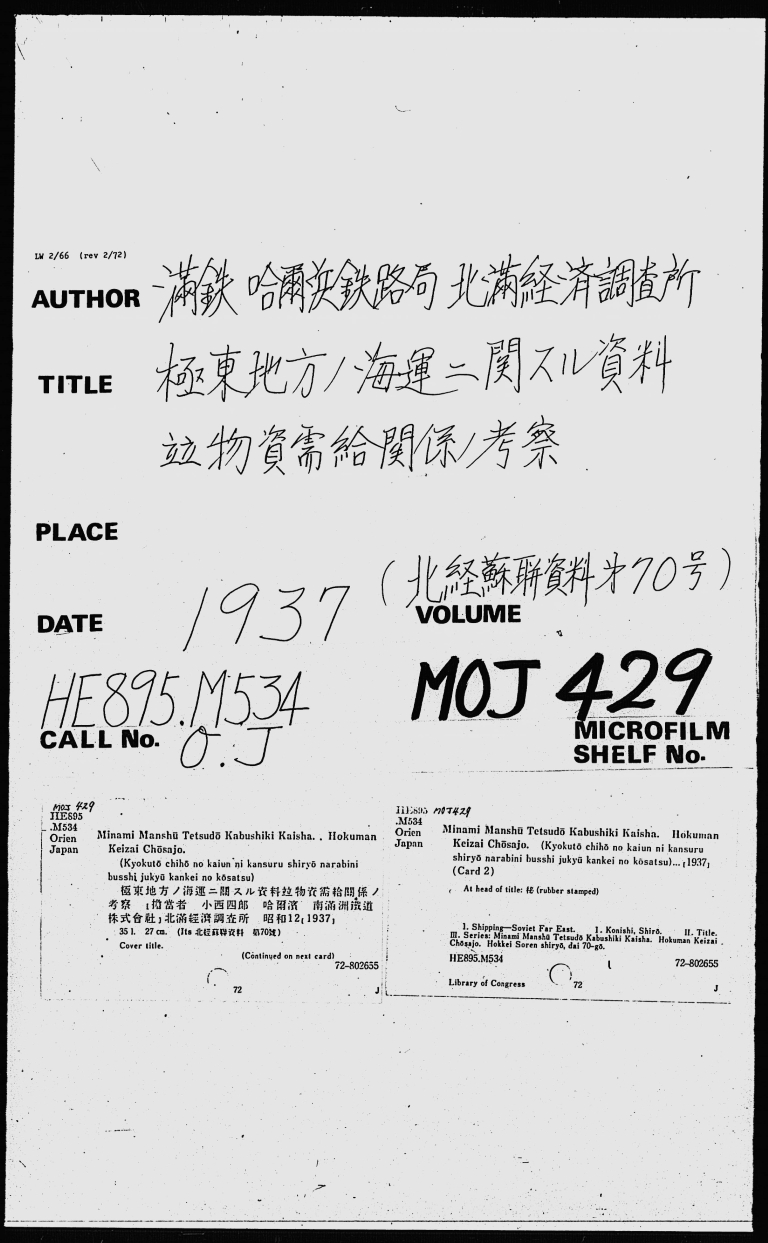 LW 2/66 (rev 2/72)
AUTHOR 満鉄 哈爾浜鉄路局 北満経済調査所
TITLE 極東地方ノ海運ニ関スル資料
竝物資需給関係ノ考察
PLACE
(北経蘇聯資料第70号)
DATE 1937
VOLUME
HE895.M534
O.J
CALL No.
MOJ 429
MICROFILM
SHELF No.
MOJ 429
HE895
.M534
Orien
Japan
Minami Manshū Tetsudō Kabushiki Kaisha. Hokuman
Keizai Chōsajo.
(Kyokutō chihō no kaiun ni kansuru shiryō narabini
busshi jukyū kankei no kōsatsu)
極東地方ノ海運ニ關スル資料竝物資需給關係ノ
考察 [擔當者 小西四郎 哈爾濱 南滿洲鐵道
株式會社]北滿經濟調査所 昭和12[1937]
35 l. 27 cm. (Its 北經蘇聯資料 第70號)
Cover title.
(Continued on next card)
72-802655
72
J
HE895 MOJ429
.M534
Orien
Japan
Minami Manshū Tetsudō Kabushiki Kaisha. Hokuman
Keizai Chōsajo. (Kyokutō chihō no kaiun ni kansuru
shiryō narabini busshi jukyū kankei no kōsatsu)... [1937]
(Card 2)
At head of title: 秘 (rubber stamped)
1. Shipping—Soviet Far East. I. Konishi, Shirō. II. Title.
III. Series: Minami Manshū Tetsudō Kabushiki Kaisha. Hokuman Keizai
Chōsajo. Hokkei Soren shiryō, dai 70-gō.
HE895.M534
72-802655
Library of Congress
72
J